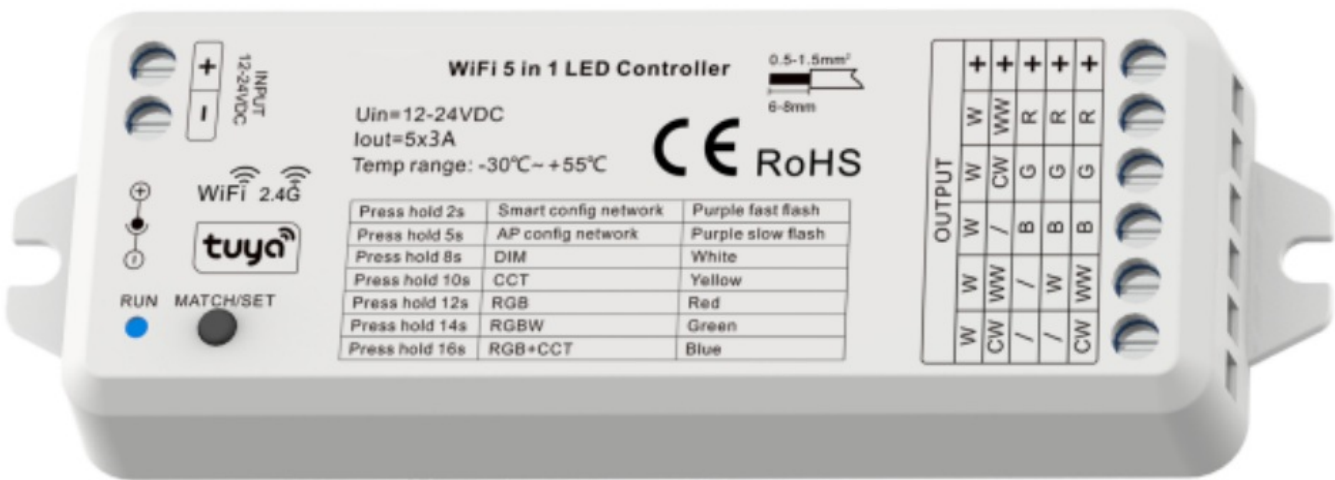 +
−
INPUT
12-24VDC
WiFi 5 in 1 LED Controller
0.5-1.5mm²
6-8mm
Uin=12-24VDC
Iout=5x3A
Temp range: -30℃~ +55℃
CE RoHS
WiFi 2.4G
tuya
RUN MATCH/SET
Press hold 2s Smart config network Purple fast flash
Press hold 5s AP config network Purple slow flash
Press hold 8s DIM White
Press hold 10s CCT Yellow
Press hold 12s RGB Red
Press hold 14s RGBW Green
Press hold 16s RGB+CCT Blue
OUTPUT
+ + + + +
W WW R R R
W CW G G G
W / B B B
W WW / W WW
W CW / / CW